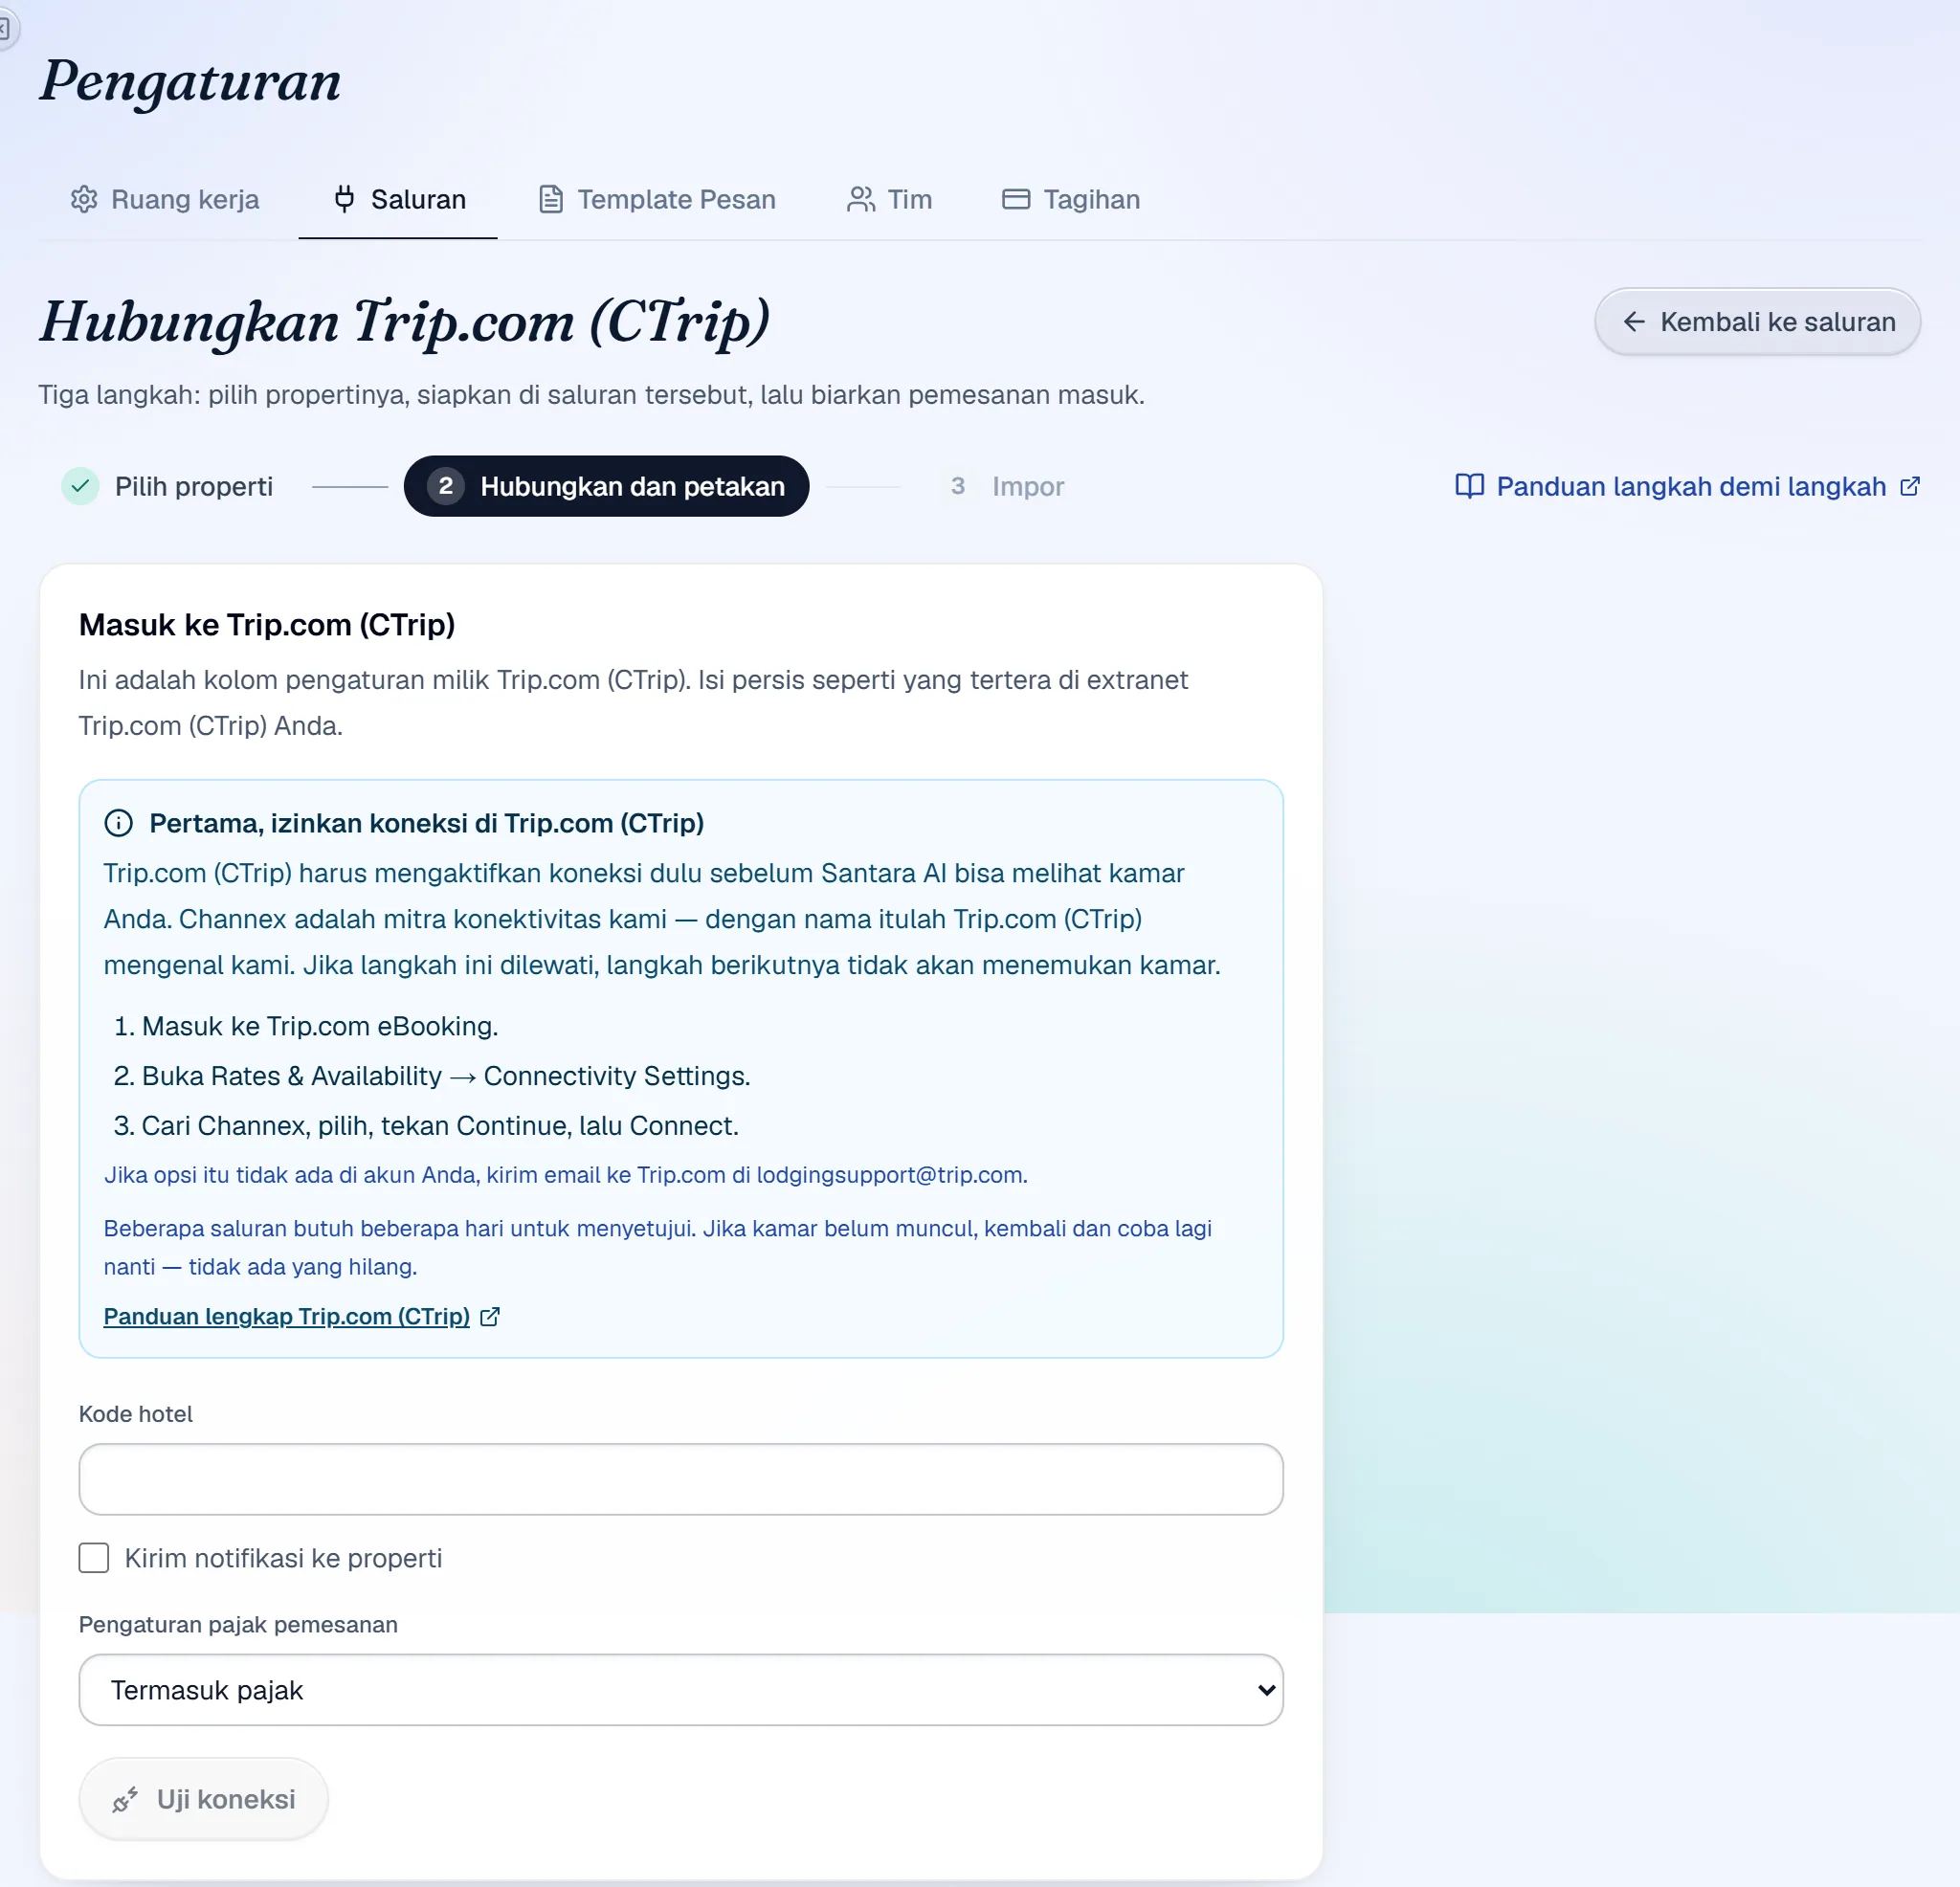 Pengaturan
Ruang kerja
Saluran
Template Pesan
Tim
Tagihan
Hubungkan Trip.com (CTrip)
Kembali ke saluran
Tiga langkah: pilih propertinya, siapkan di saluran tersebut, lalu biarkan pemesanan masuk.
Pilih properti
2 Hubungkan dan petakan
3 Impor
Panduan langkah demi langkah
Masuk ke Trip.com (CTrip)
Ini adalah kolom pengaturan milik Trip.com (CTrip). Isi persis seperti yang tertera di extranet
Trip.com (CTrip) Anda.
Pertama, izinkan koneksi di Trip.com (CTrip)
Trip.com (CTrip) harus mengaktifkan koneksi dulu sebelum Santara AI bisa melihat kamar
Anda. Channex adalah mitra konektivitas kami — dengan nama itulah Trip.com (CTrip)
mengenal kami. Jika langkah ini dilewati, langkah berikutnya tidak akan menemukan kamar.
1. Masuk ke Trip.com eBooking.
2. Buka Rates & Availability → Connectivity Settings.
3. Cari Channex, pilih, tekan Continue, lalu Connect.
Jika opsi itu tidak ada di akun Anda, kirim email ke Trip.com di lodgingsupport@trip.com.
Beberapa saluran butuh beberapa hari untuk menyetujui. Jika kamar belum muncul, kembali dan coba lagi
nanti — tidak ada yang hilang.
Panduan lengkap Trip.com (CTrip)
Kode hotel
Kirim notifikasi ke properti
Pengaturan pajak pemesanan
Termasuk pajak
Uji koneksi